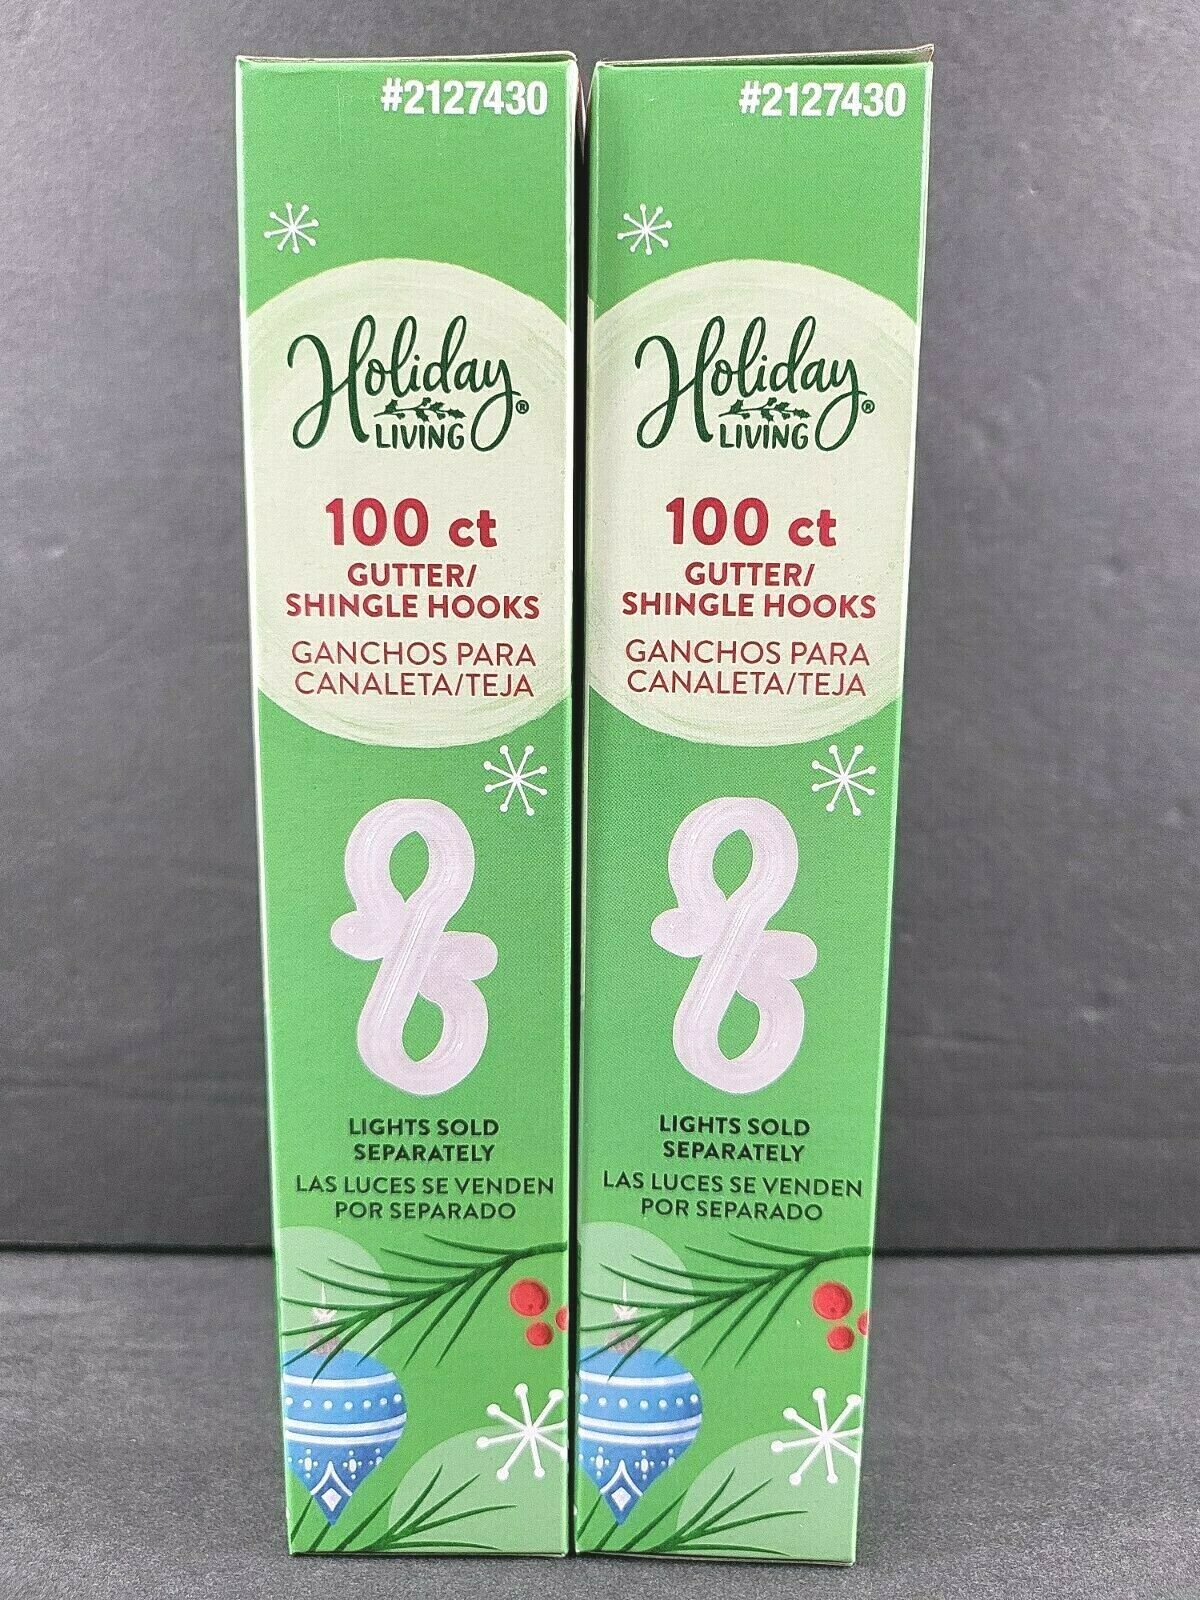 #2127430
Holiday®
LIVING
100 ct
GUTTER/
SHINGLE HOOKS
GANCHOS PARA
CANALETA/TEJA
LIGHTS SOLD
SEPARATELY
LAS LUCES SE VENDEN
POR SEPARADO
#2127430
Holiday®
LIVING
100 ct
GUTTER/
SHINGLE HOOKS
GANCHOS PARA
CANALETA/TEJA
LIGHTS SOLD
SEPARATELY
LAS LUCES SE VENDEN
POR SEPARADO